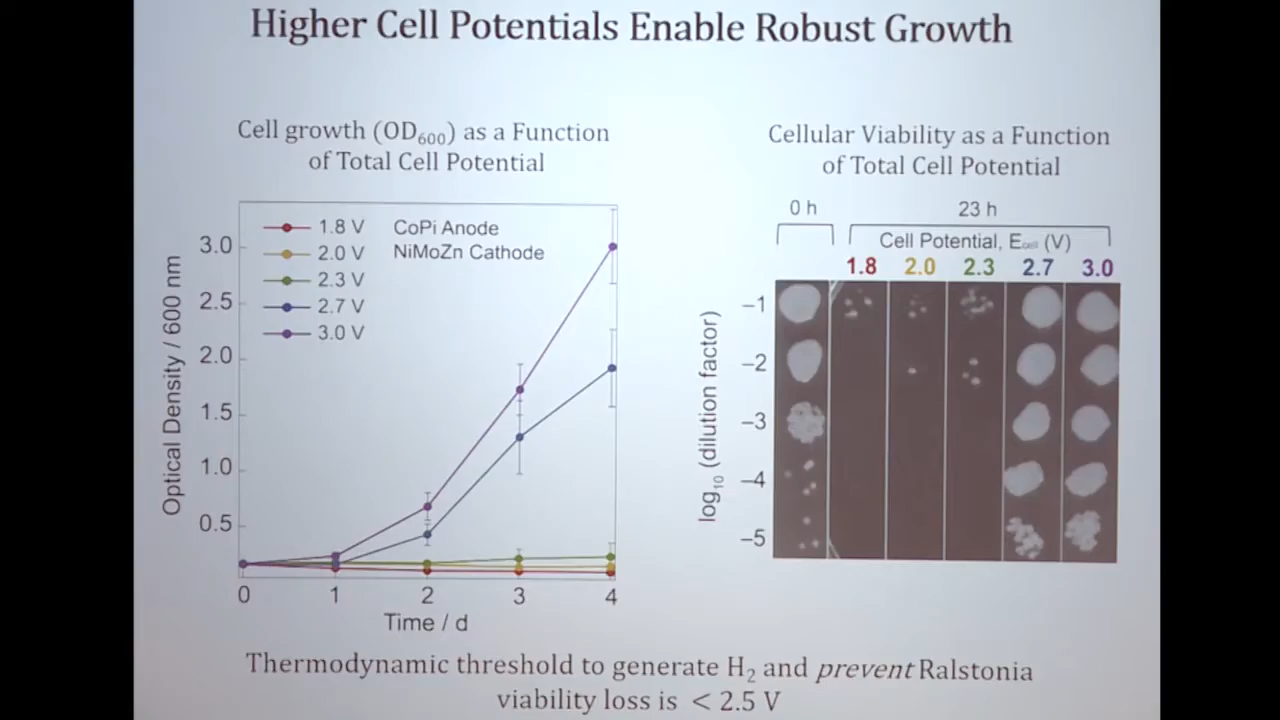 Higher Cell Potentials Enable Robust Growth
Cell growth (OD600) as a Function
of Total Cell Potential
1.8 V CoPi Anode
2.0 V NiMoZn Cathode
2.3 V
2.7 V
3.0 V
3.0
2.5
2.0
1.5
1.0
0.5
Optical Density / 600 nm
0 1 2 3 4
Time / d
Cellular Viability as a Function
of Total Cell Potential
0 h 23 h
Cell Potential, Ecell (V)
1.8 2.0 2.3 2.7 3.0
log10 (dilution factor)
–1
–2
–3
–4
–5
Thermodynamic threshold to generate H2 and prevent Ralstonia
viability loss is < 2.5 V